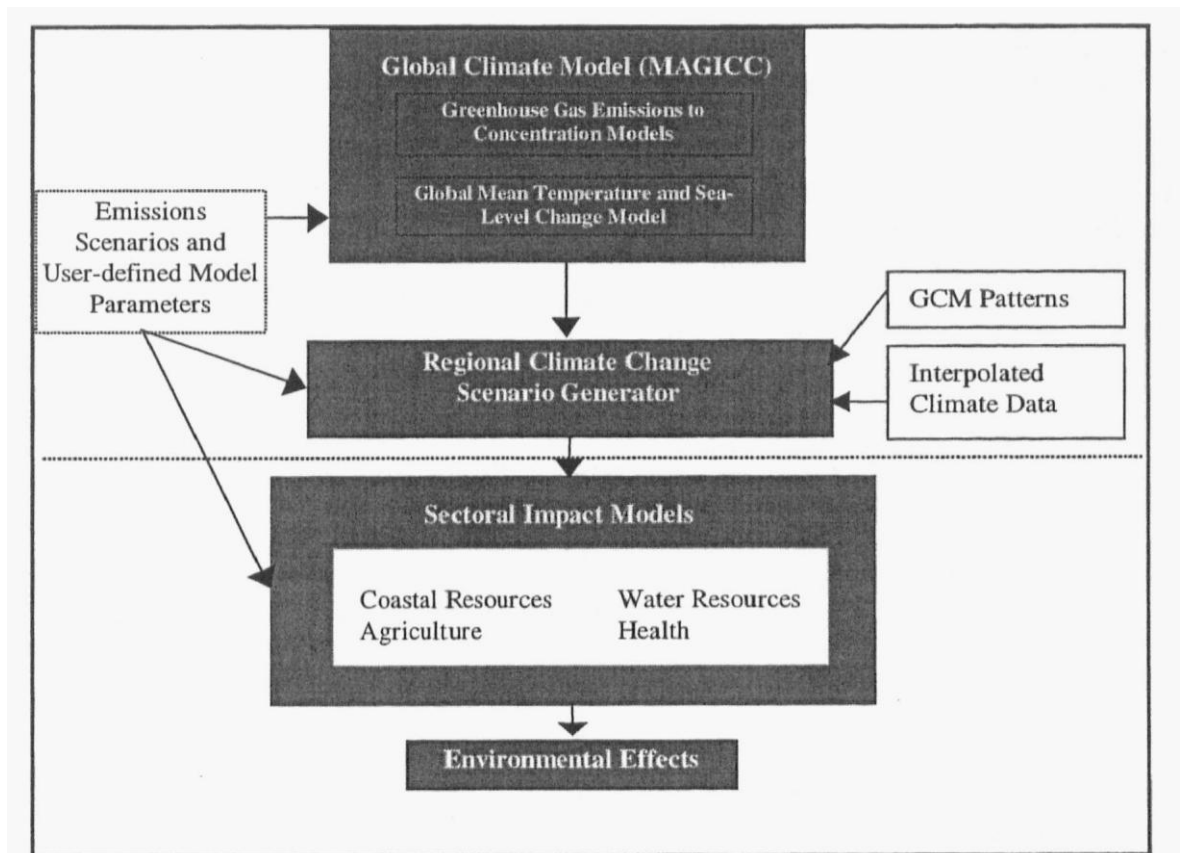 Global Climate Model (MAGICC)
Greenhouse Gas Emissions to
Concentration Models
Global Mean Temperature and Sea-
Level Change Model
Emissions
Scenarios and
User-defined Model
Parameters
GCM Patterns
Regional Climate Change
Scenario Generator
Interpolated
Climate Data
Sectoral Impact Models
Coastal Resources
Water Resources
Agriculture
Health
Environmental Effects